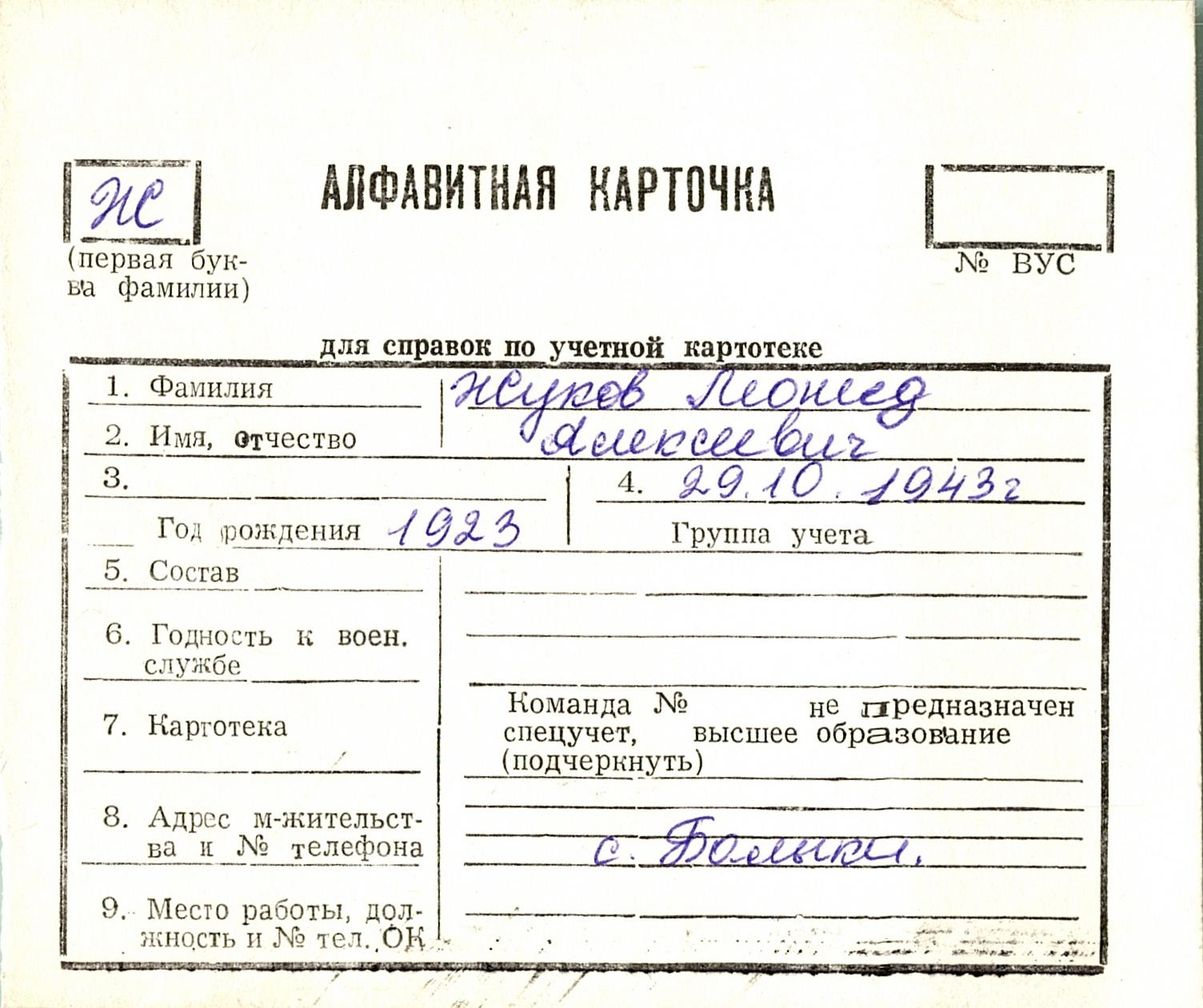 Ж
АЛФАВИТНАЯ КАРТОЧКА
(первая бук-
ва фамилии)
№ ВУС
для справок по учетной картотеке
1. Фамилия Жуков Леонид
2. Имя, отчество Алексеевич
3.
4. 29.10.1943г
Год рождения 1923
Группа учета
5. Состав
6. Годность к воен.
службе
7. Картотека
Команда № не предназначен
спецучет, высшее образование
(подчеркнуть)
8. Адрес м-жительст-
ва и № телефона
с.
9. Место работы, дол-
жность и № тел. ОК